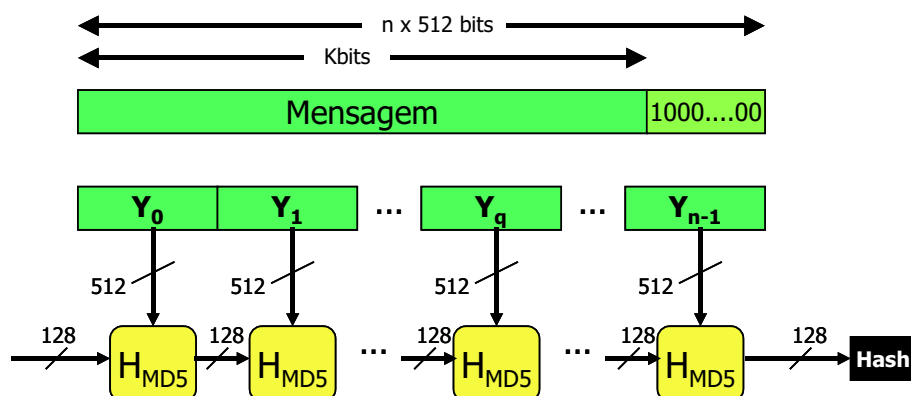 n x 512 bits
Kbits
Mensagem 1000....00
Y0 Y1 ... Yq ... Yn-1
512 512 512 512
128 128 128 128 128
HMD5 HMD5 ... HMD5 ... HMD5 Hash